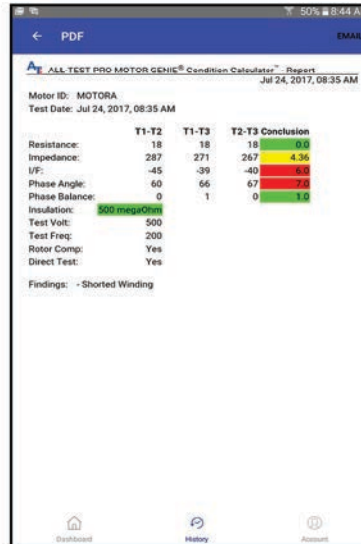 50% 8:44 A
PDF EMAIL
AT ALL-TEST PRO MOTOR GENIE® Condition Calculator™ - Report
Jul 24, 2017, 08:35 AM
Motor ID: MOTORA
Test Date: Jul 24, 2017, 08:35 AM
T1-T2 T1-T3 T2-T3 Conclusion
Resistance: 18 18 18 0.0
Impedance: 287 271 267 4.36
I/F: -45 -39 -40 6.0
Phase Angle: 60 66 67 7.0
Phase Balance: 0 1 0 1.0
Insulation: 500 megaOhm
Test Volt: 500
Test Freq: 200
Rotor Comp: Yes
Direct Test: Yes
Findings: - Shorted Winding
Dashboard History Account